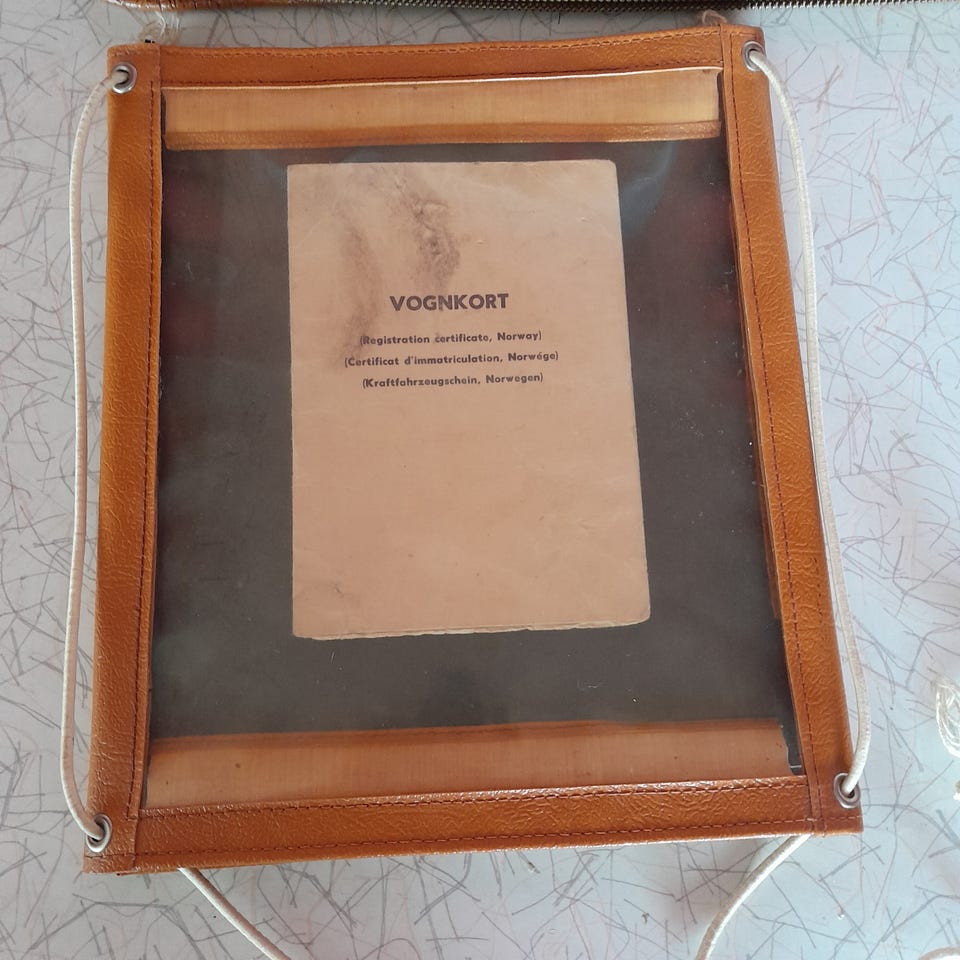 VOGNKORT
(Registration certificate, Norway)
(Certificat d'immatriculation, Norwége)
(Kraftfahrzeugschein, Norwegen)